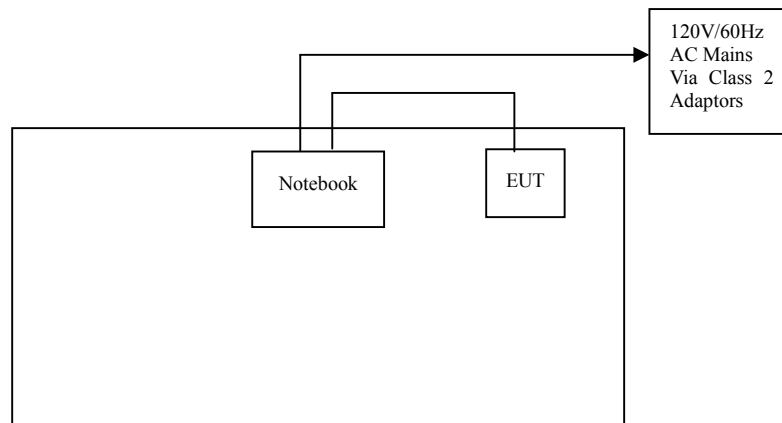 120V/60Hz
AC Mains
Via Class 2
Adaptors
Notebook
EUT